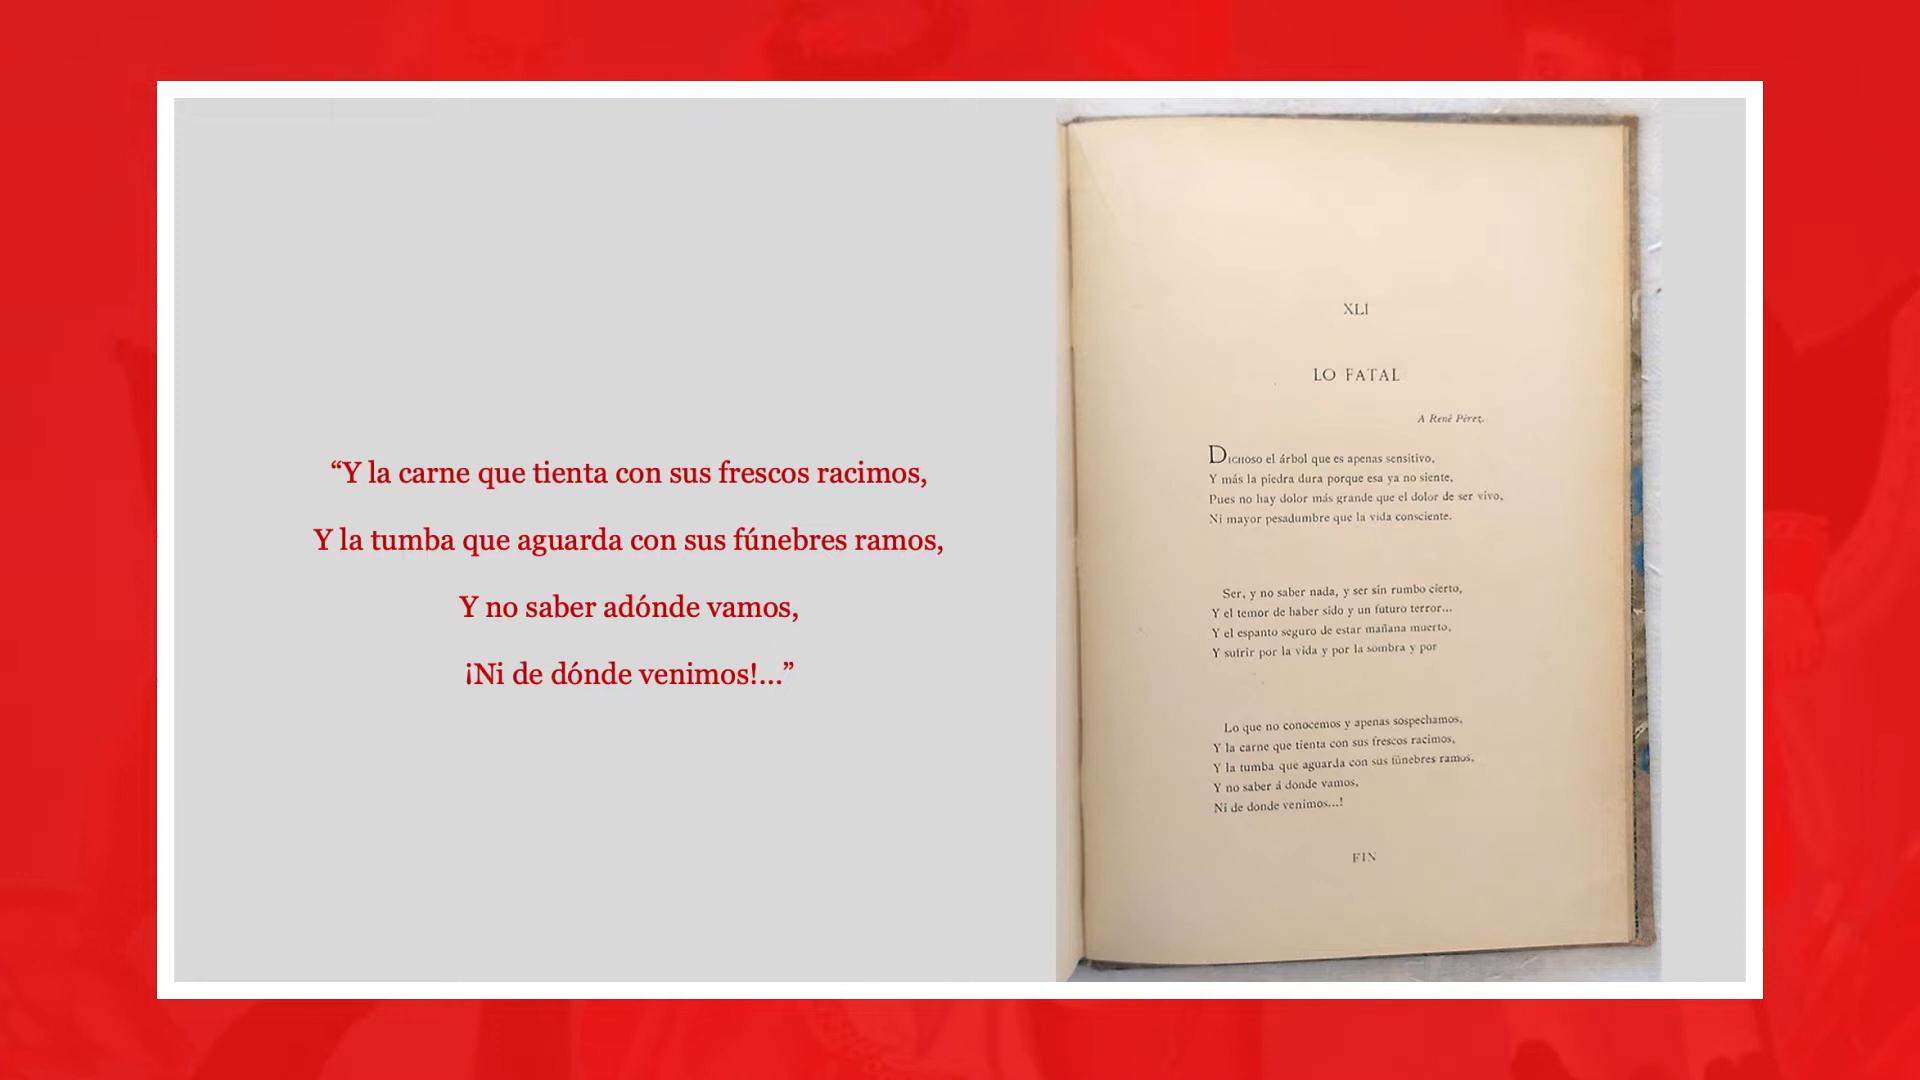 “Y la carne que tienta con sus frescos racimos,
Y la tumba que aguarda con sus fúnebres ramos,
Y no saber adónde vamos,
¡Ni de dónde venimos!...”
XLI
LO FATAL
A René Pérez.
Dichoso el árbol que es apenas sensitivo,
Y más la piedra dura porque esa ya no siente,
Pues no hay dolor más grande que el dolor de ser vivo,
Ni mayor pesadumbre que la vida consciente.
Ser, y no saber nada, y ser sin rumbo cierto,
Y el temor de haber sido y un futuro terror...
Y el espanto seguro de estar mañana muerto,
Y sufrir por la vida y por la sombra y por
Lo que no conocemos y apenas sospechamos,
Y la carne que tienta con sus frescos racimos,
Y la tumba que aguarda con sus fúnebres ramos,
Y no saber á donde vamos,
Ni de donde venimos...!
FIN